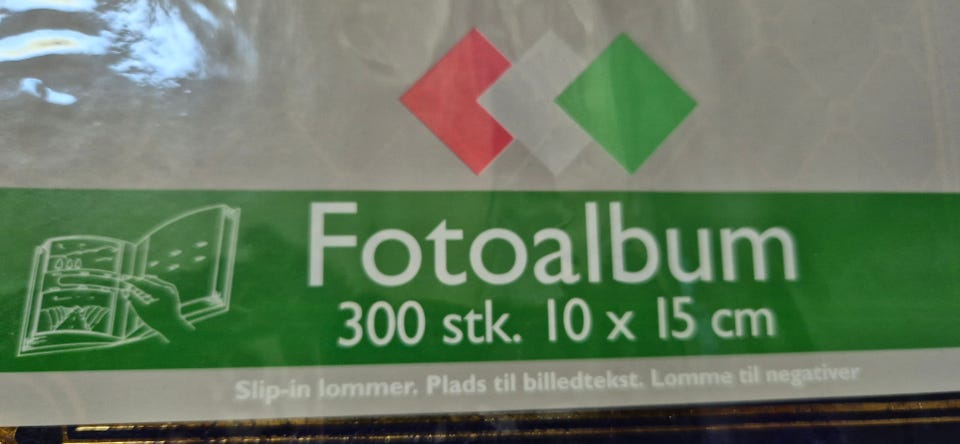 Fotoalbum
300 stk. 10 x 15 cm
Slip-in lommer. Plads til billedtekst. Lomme til negativer